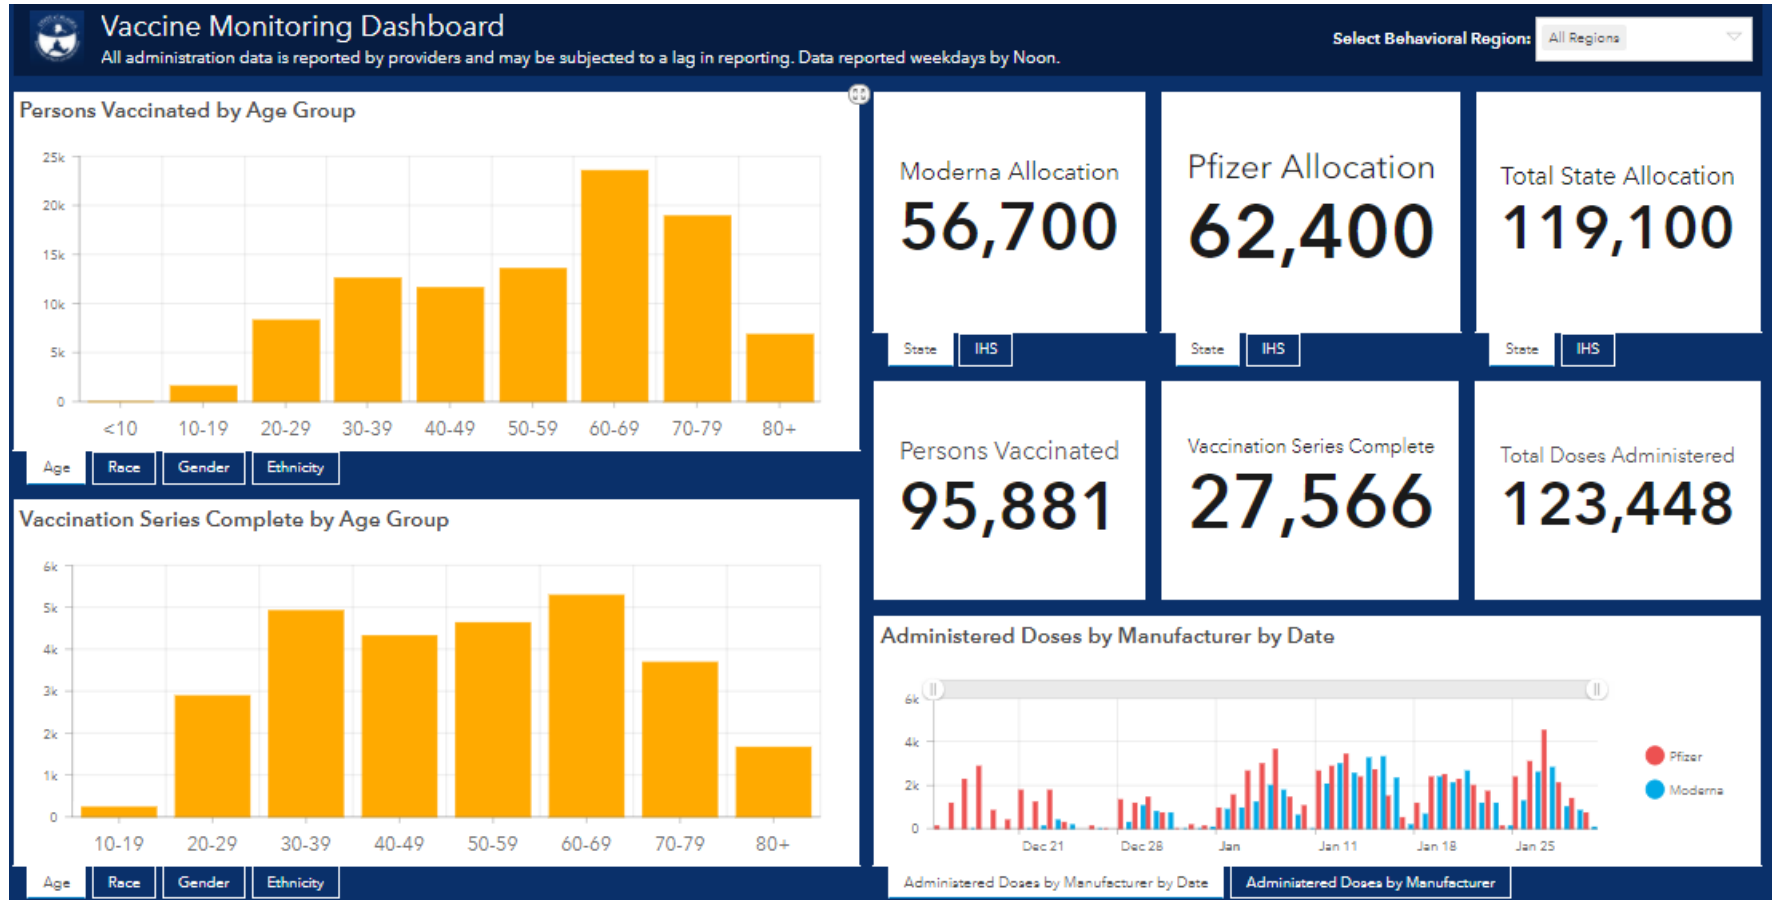 Vaccine Monitoring Dashboard
All administration data is reported by providers and may be subjected to a lag in reporting. Data reported weekdays by Noon.
Select Behavioral Region:
All Regions
Persons Vaccinated by Age Group
25k
20k
15k
10k
5k
0
<10 10-19 20-29 30-39 40-49 50-59 60-69 70-79 80+
Age Race Gender Ethnicity
Vaccination Series Complete by Age Group
6k
5k
4k
3k
2k
1k
0
10-19 20-29 30-39 40-49 50-59 60-69 70-79 80+
Age Race Gender Ethnicity
Moderna Allocation
56,700
State IHS
Pfizer Allocation
62,400
State IHS
Total State Allocation
119,100
State IHS
Persons Vaccinated
95,881
Vaccination Series Complete
27,566
Total Doses Administered
123,448
Administered Doses by Manufacturer by Date
6k
4k
2k
0
Dec 21 Dec 28 Jan Jan 11 Jan 18 Jan 25
Pfizer
Moderna
Administered Doses by Manufacturer by Date Administered Doses by Manufacturer